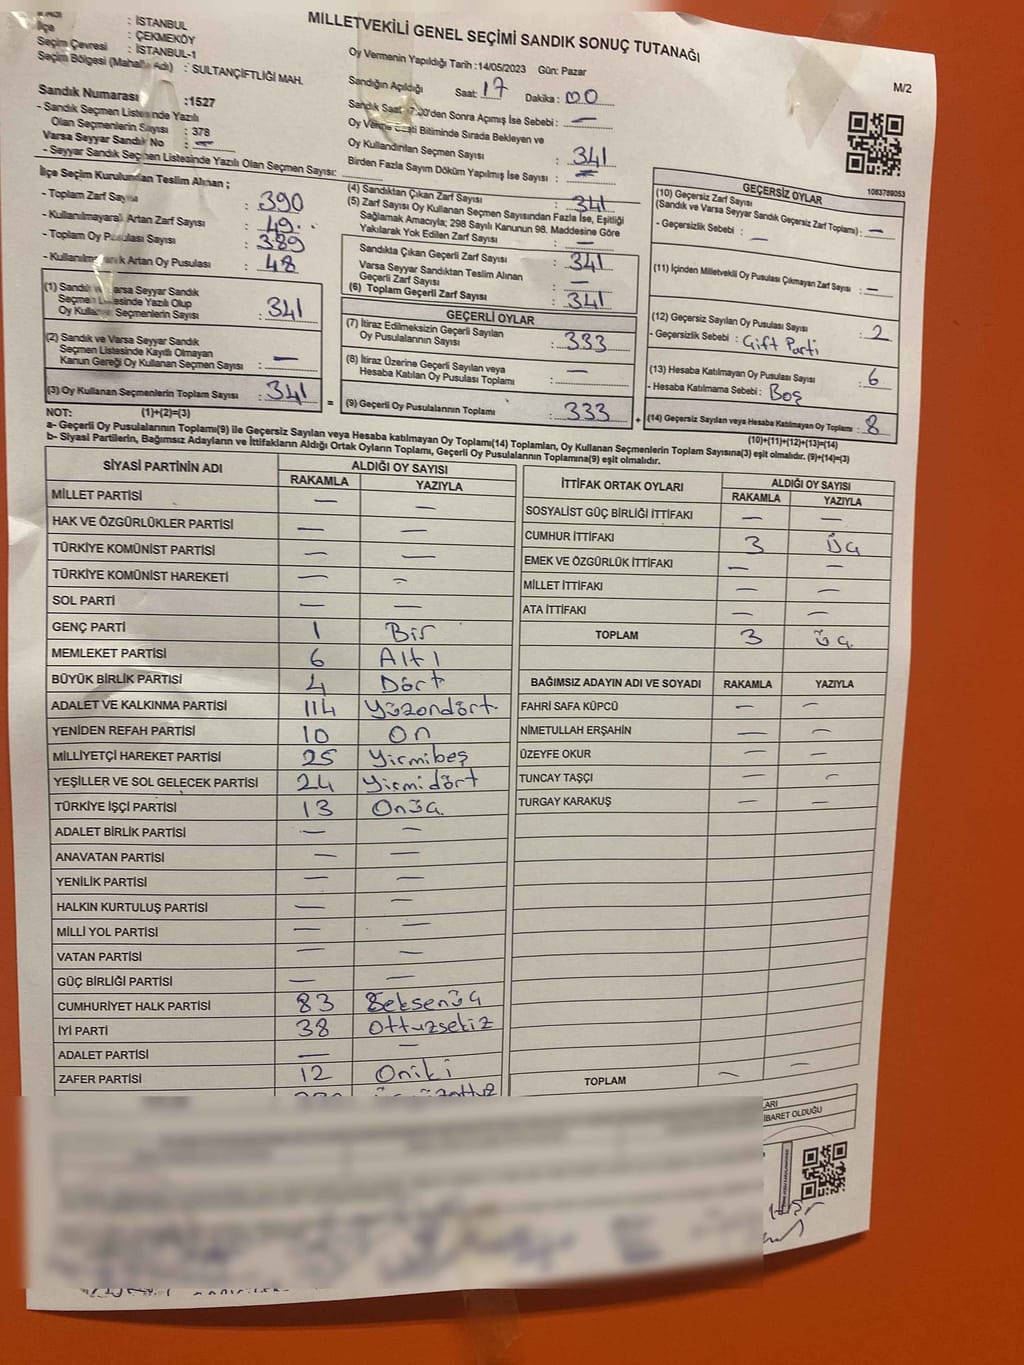 MİLLETVEKİLİ GENEL SEÇİMİ SANDIK SONUÇ TUTANAĞI
M/2
: İSTANBUL
İlçe : ÇEKMEKÖY
Seçim Çevresi : İSTANBUL-1
Seçim Bölgesi (Mahalle Adı) : SULTANÇİFTLİĞİ MAH.
Sandık Numarası :1527
- Sandık Seçmen Listesinde Yazılı
Olan Seçmenlerin Sayısı : 378
Varsa Seyyar Sandık No : —
- Seyyar Sandık Seçmen Listesinde Yazılı Olan Seçmen Sayısı:
Oy Vermenin Yapıldığı Tarih :14/05/2023 Gün: Pazar
Sandığın Açıldığı Saat: 17 Dakika : 00
Sandık Saat 17:00'den Sonra Açımış İse Sebebi : —
Oy Verme Saati Bitiminde Sırada Bekleyen ve
Oy Kullandırılan Seçmen Sayısı : 341
Birden Fazla Sayım Döküm Yapılmış İse Sayısı : —
İlçe Seçim Kurulundan Teslim Alınan ;
- Toplam Zarf Sayısı : 390
- Kullanılmayarak Artan Zarf Sayısı : 49
- Toplam Oy Pusulası Sayısı : 389
- Kullanılmayarak Artan Oy Pusulası : 48
(1) Sandık ve Varsa Seyyar Sandık
Seçmen Listesinde Yazılı Olup
Oy Kullanan Seçmenlerin Sayısı : 341
(2) Sandık ve Varsa Seyyar Sandık
Seçmen Listesinde Kayıtlı Olmayan
Kanun Gereği Oy Kullanan Seçmen Sayısı : —
(3) Oy Kullanan Seçmenlerin Toplam Sayısı : 341
(4) Sandıktan Çıkan Zarf Sayısı : 341
(5) Zarf Sayısı Oy Kullanan Seçmen Sayısından Fazla İse, Eşitliği
Sağlamak Amacıyla; 298 Sayılı Kanunun 98. Maddesine Göre
Yakılarak Yok Edilen Zarf Sayısı : —
Sandıkta Çıkan Geçerli Zarf Sayısı : 341
Varsa Seyyar Sandıktan Teslim Alınan
Geçerli Zarf Sayısı : —
(6) Toplam Geçerli Zarf Sayısı : 341
GEÇERLİ OYLAR
(7) İtiraz Edilmeksizin Geçerli Sayılan
Oy Pusulalarının Sayısı : 333
(8) İtiraz Üzerine Geçerli Sayılan veya
Hesaba Katılan Oy Pusulası Toplamı : —
= (9) Geçerli Oy Pusulalarının Toplamı : 333 +
1083789053
GEÇERSİZ OYLAR
(10) Geçersiz Zarf Sayısı
(Sandık ve Varsa Seyyar Sandık Geçersiz Zarf Toplamı) : —
- Geçersizlik Sebebi : —
(11) İçinden Milletvekili Oy Pusulası Çıkmayan Zarf Sayısı : —
(12) Geçersiz Sayılan Oy Pusulası Sayısı : 2
- Geçersizlik Sebebi : Gift Parti
(13) Hesaba Katılmayan Oy Pusulası Sayısı : 6
- Hesaba Katılmama Sebebi : Boş
(14) Geçersiz Sayılan veya Hesaba Katılmayan Oy Toplamı : 8
NOT: (1)+(2)=(3)
(10)+(11)+(12)+(13)=(14)
a- Geçerli Oy Pusulalarının Toplamı(9) ile Geçersiz Sayılan veya Hesaba katılmayan Oy Toplamı(14) Toplamları, Oy Kullanan Seçmenlerin Toplam Sayısına(3) eşit olmalıdır. (9)+(14)=(3)
b- Siyasi Partilerin, Bağımsız Adayların ve İttifakların Aldığı Ortak Oyların Toplamı, Geçerli Oy Pusulalarının Toplamına(9) eşit olmalıdır.
SİYASİ PARTİNİN ADI ALDIĞI OY SAYISI
RAKAMLA YAZIYLA
MİLLET PARTİSİ — —
HAK VE ÖZGÜRLÜKLER PARTİSİ — —
TÜRKİYE KOMÜNİST PARTİSİ — —
TÜRKİYE KOMÜNİST HAREKETİ — —
SOL PARTİ — —
GENÇ PARTİ 1 Bir
MEMLEKET PARTİSİ 6 Altı
BÜYÜK BİRLİK PARTİSİ 4 Dört
ADALET VE KALKINMA PARTİSİ 114 Yüzondört
YENİDEN REFAH PARTİSİ 10 On
MİLLİYETÇİ HAREKET PARTİSİ 25 Yirmibeş
YEŞİLLER VE SOL GELECEK PARTİSİ 24 Yirmidört
TÜRKİYE İŞÇİ PARTİSİ 13 Onüç
ADALET BİRLİK PARTİSİ — —
ANAVATAN PARTİSİ — —
YENİLİK PARTİSİ — —
HALKIN KURTULUŞ PARTİSİ — —
MİLLİ YOL PARTİSİ — —
VATAN PARTİSİ — —
GÜÇ BİRLİĞİ PARTİSİ — —
CUMHURİYET HALK PARTİSİ 83 Seksenüç
İYİ PARTİ 38 Ottuzsekiz
ADALET PARTİSİ — —
ZAFER PARTİSİ 12 Oniki
İTTİFAK ORTAK OYLARI ALDIĞI OY SAYISI
RAKAMLA YAZIYLA
SOSYALİST GÜÇ BİRLİĞİ İTTİFAKI — —
CUMHUR İTTİFAKI 3 Üç
EMEK VE ÖZGÜRLÜK İTTİFAKI — —
MİLLET İTTİFAKI — —
ATA İTTİFAKI — —
TOPLAM 3 üç
BAĞIMSIZ ADAYIN ADI VE SOYADI RAKAMLA YAZIYLA
FAHRİ SAFA KÜPCÜ — —
NİMETULLAH ERŞAHİN — —
ÜZEYFE OKUR — —
TUNCAY TAŞÇI — —
TURGAY KARAKUŞ — —
TOPLAM — —
ARI
İBARET OLDUĞU